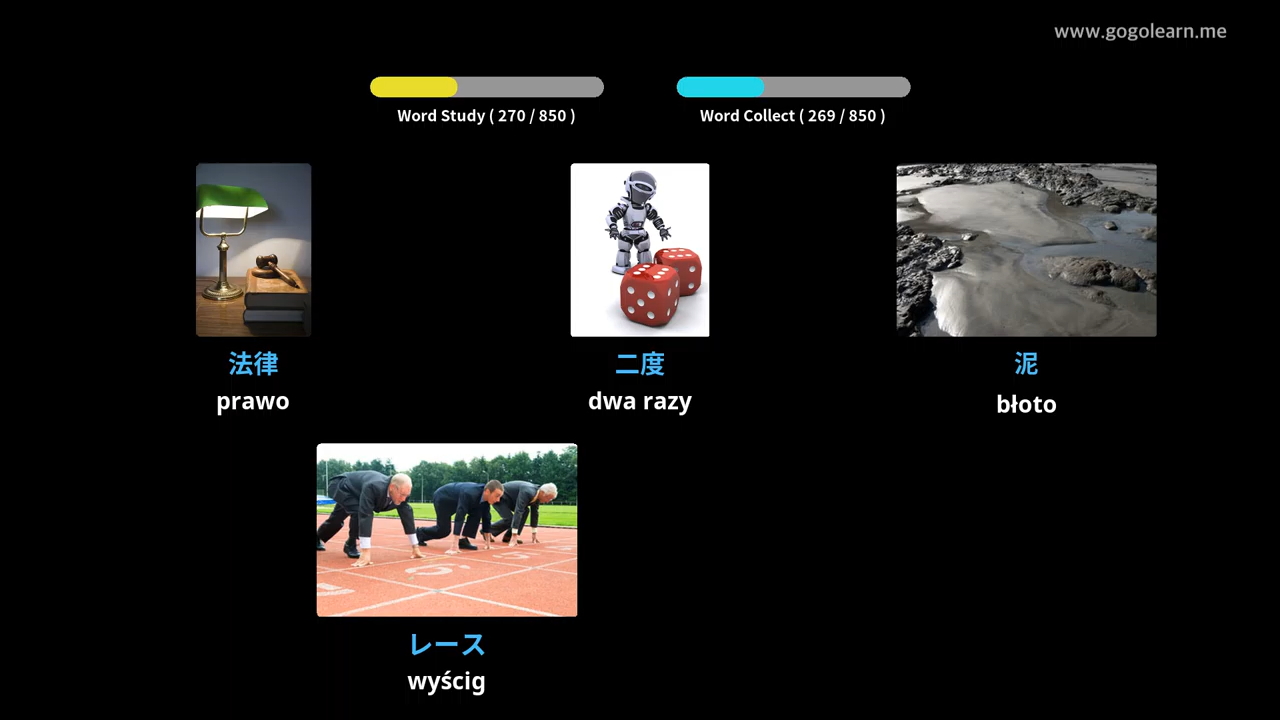 www.gogolearn.me
Word Study ( 270 / 850 )
Word Collect ( 269 / 850 )
法律
prawo
二度
dwa razy
泥
błoto
レース
wyścig